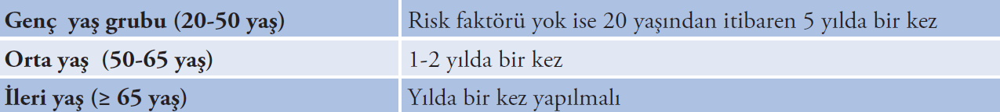 Genç yaş grubu (20-50 yaş) Risk faktörü yok ise 20 yaşından itibaren 5 yılda bir kez
Orta yaş (50-65 yaş) 1-2 yılda bir kez
İleri yaş (≥ 65 yaş) Yılda bir kez yapılmalı